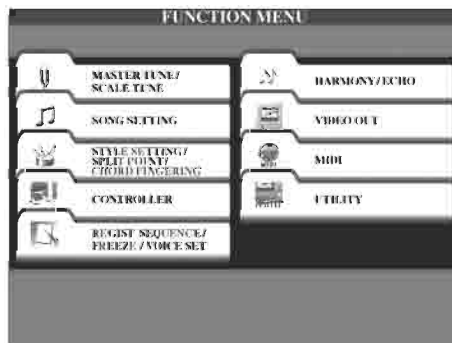 FUNCTION MENU
MASTER TUNE/
SCALE TUNE
SONG SETTING
STYLE SETTING/
SPLIT POINT/
CHORD FINGERING
CONTROLLER
REGIST SEQUENCE/
FREEZE / VOICE SET
HARMONY/ECHO
VIDEO OUT
MIDI
UTILITY